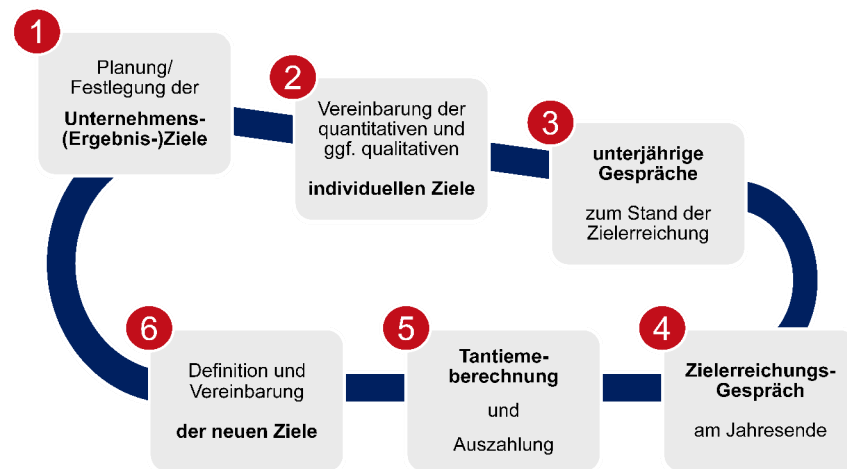 1
Planung/
Festlegung der
Unternehmens-
(Ergebnis-)Ziele
2
Vereinbarung der
quantitativen und
ggf. qualitativen
individuellen Ziele
3
unterjährige
Gespräche
zum Stand der
Zielerreichung
4
Zielerreichungs-
Gespräch
am Jahresende
5
Tantieme-
berechnung
und
Auszahlung
6
Definition und
Vereinbarung
der neuen Ziele